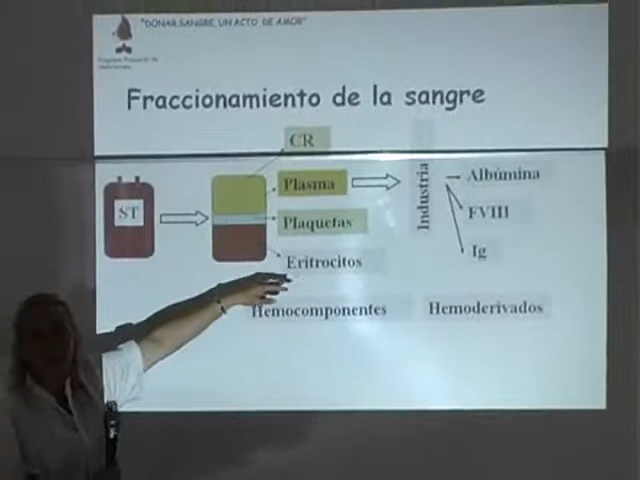 "DONAR SANGRE, UN ACTO DE AMOR"
Fraccionamiento de la sangre
CR
ST
Plasma
Plaquetas
Eritrocitos
Industria
Albúmina
FVIII
Ig
Hemocomponentes
Hemoderivados